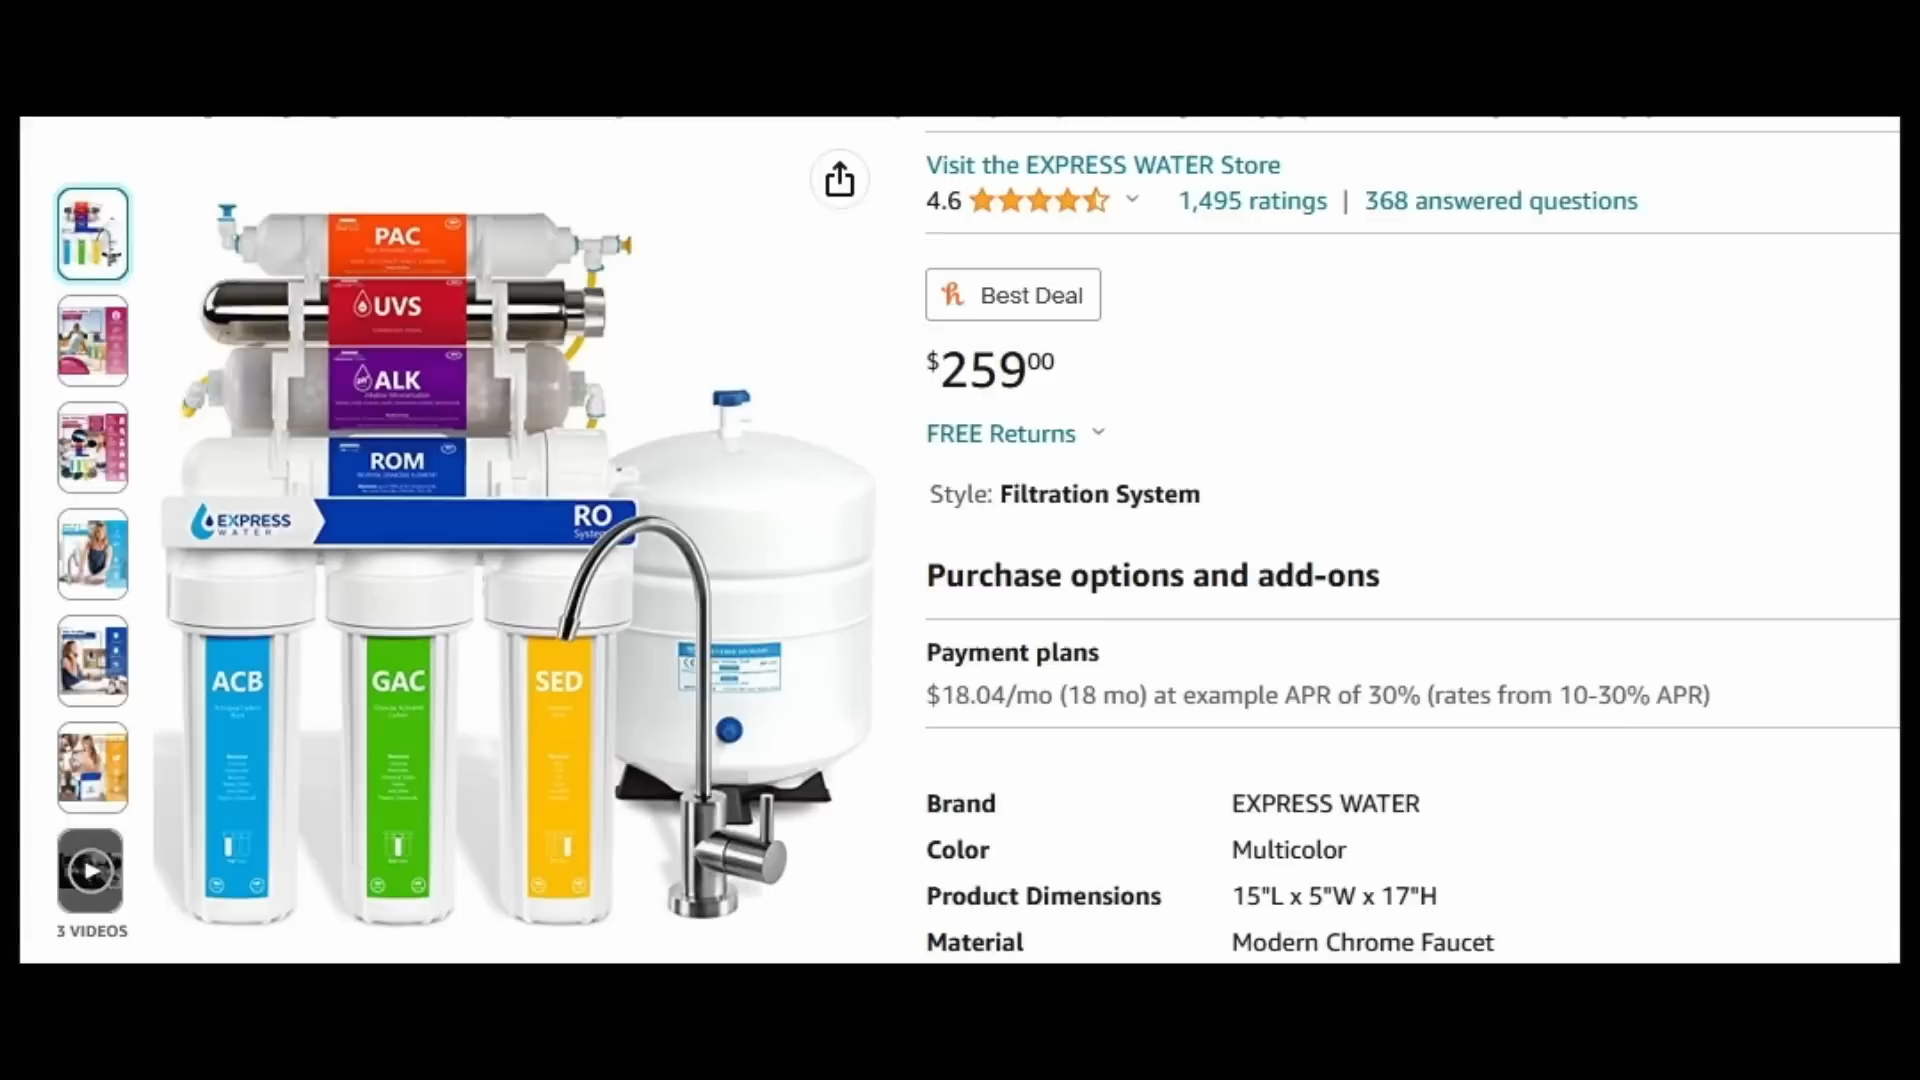 Visit the EXPRESS WATER Store
4.6
1,495 ratings | 368 answered questions
Best Deal
$25900
FREE Returns
Style: Filtration System
Purchase options and add-ons
Payment plans
$18.04/mo (18 mo) at example APR of 30% (rates from 10-30% APR)
Brand EXPRESS WATER
Color Multicolor
Product Dimensions 15"L x 5"W x 17"H
Material Modern Chrome Faucet
PAC
UVS
ALK
ROM
EXPRESS
WATER
RO
System
ACB
GAC
SED
3 VIDEOS